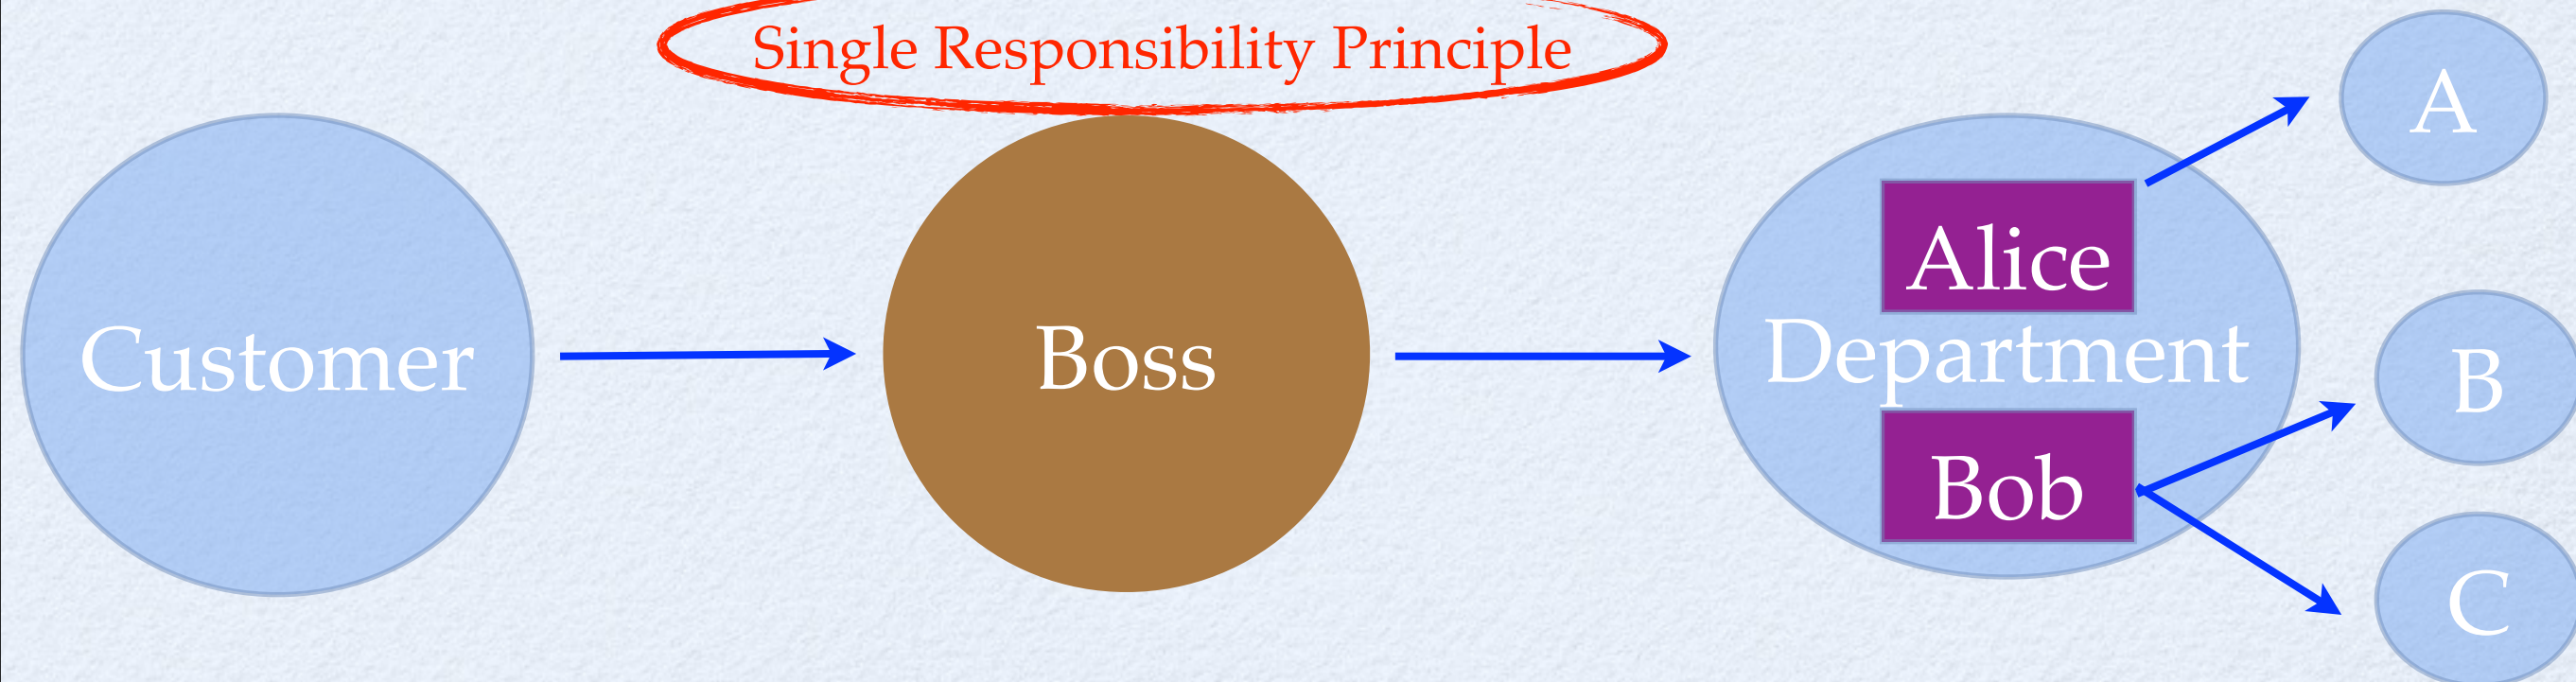 Single Responsibility Principle
Customer
Boss
Alice
Department
Bob
A
B
C